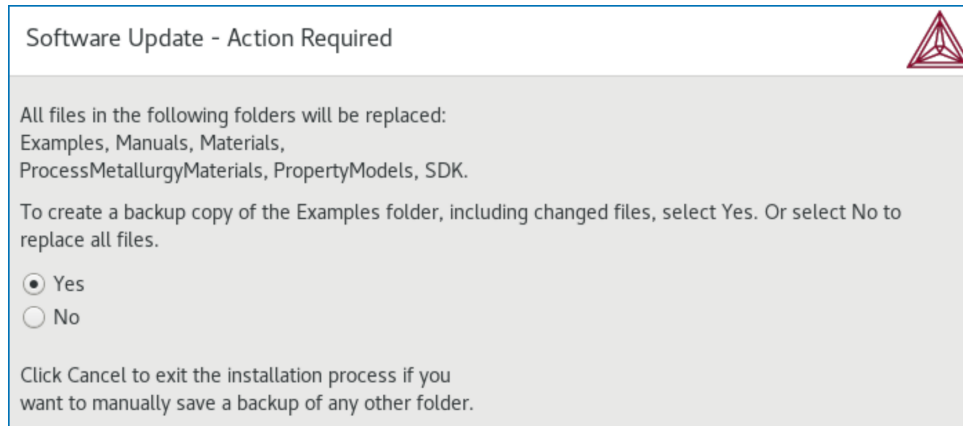 Software Update - Action Required
All files in the following folders will be replaced:
Examples, Manuals, Materials,
ProcessMetallurgyMaterials, PropertyModels, SDK.
To create a backup copy of the Examples folder, including changed files, select Yes. Or select No to
replace all files.
Yes
No
Click Cancel to exit the installation process if you
want to manually save a backup of any other folder.